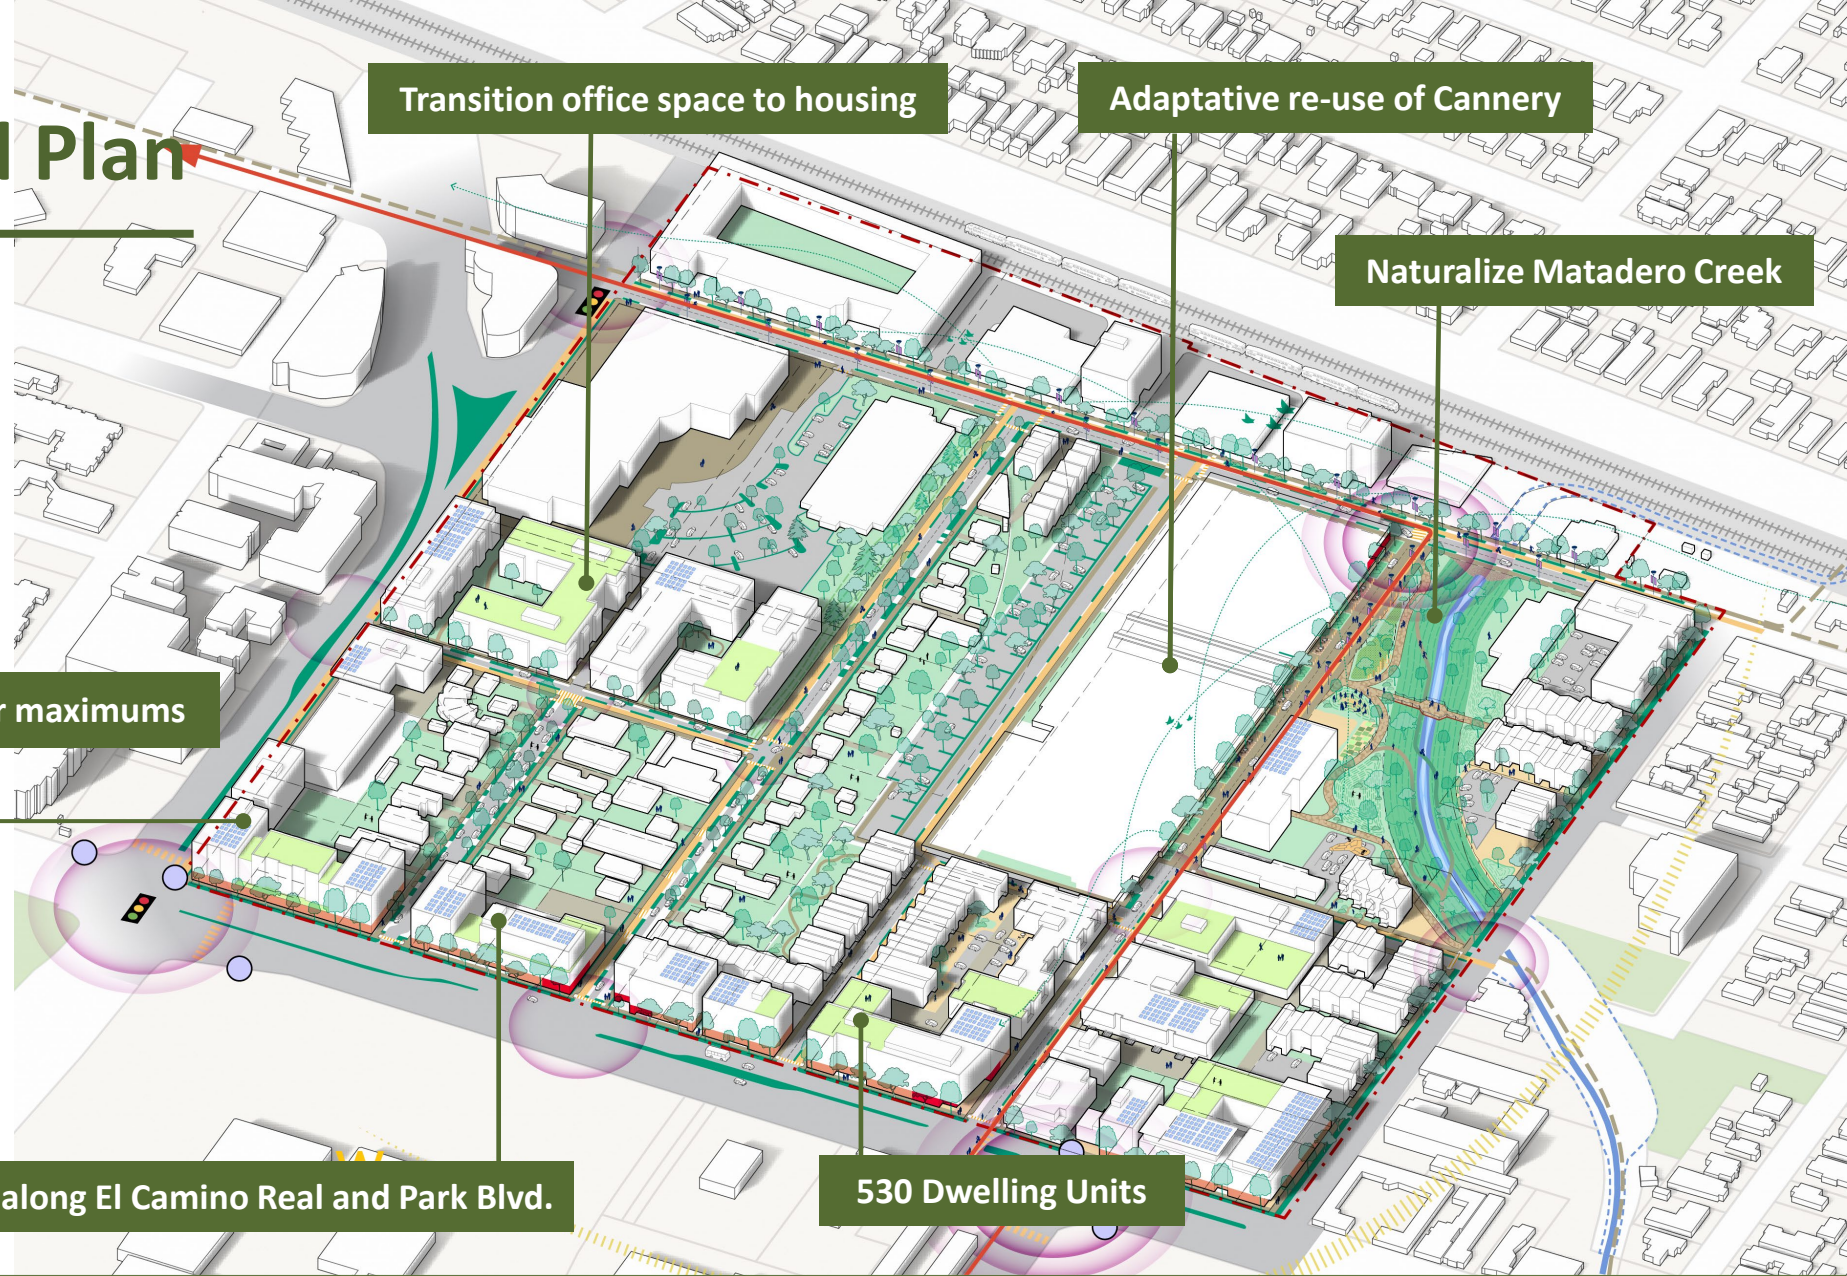 Transition office space to housing
Adaptative re-use of Cannery
l Plan
Naturalize Matadero Creek
r maximums
W
along El Camino Real and Park Blvd.
530 Dwelling Units